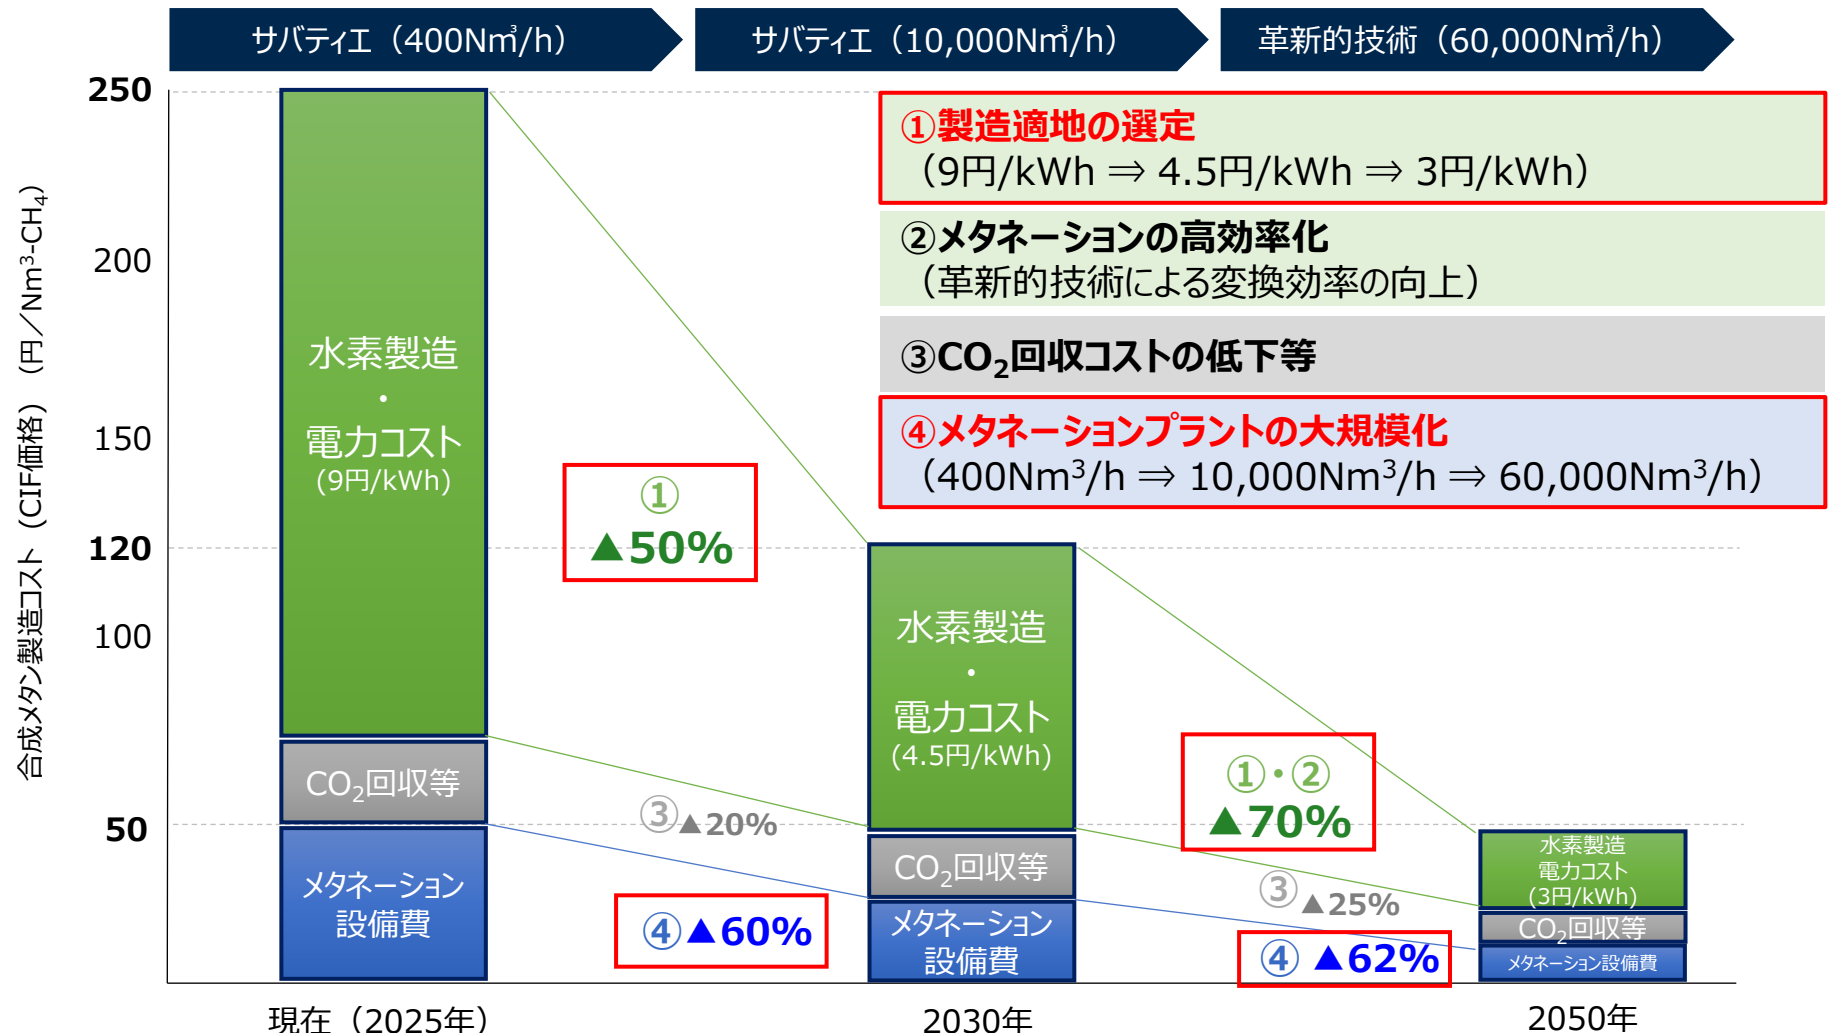 サバティエ（400N㎥/h）
サバティエ（10,000N㎥/h）
革新的技術（60,000N㎥/h）
合成メタン製造コスト（CIF価格）（円／Nm³-CH₄）
250
200
150
120
100
50
①製造適地の選定
（9円/kWh ⇒ 4.5円/kWh ⇒ 3円/kWh）
②メタネーションの高効率化
（革新的技術による変換効率の向上）
③CO₂回収コストの低下等
④メタネーションプラントの大規模化
（400Nm³/h ⇒ 10,000Nm³/h ⇒ 60,000Nm³/h）
水素製造
・
電力コスト
(9円/kWh)
CO₂回収等
メタネーション
設備費
①
▲50%
③▲20%
④▲60%
水素製造
・
電力コスト
(4.5円/kWh)
CO₂回収等
メタネーション
設備費
①・②
▲70%
③▲25%
④ ▲62%
水素製造
電力コスト
(3円/kWh)
CO₂回収等
メタネーション設備費
現在（2025年）
2030年
2050年